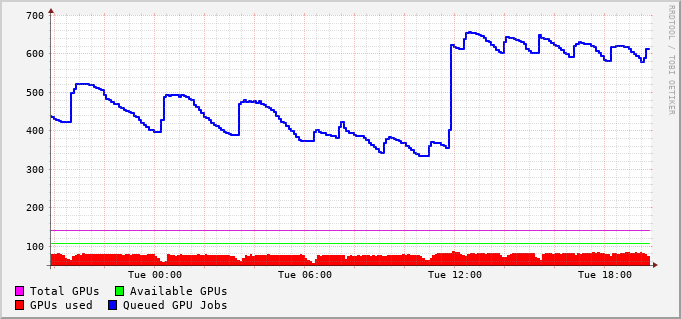 700
600
500
400
300
200
100
Tue 00:00 Tue 06:00 Tue 12:00 Tue 18:00
Total GPUs Available GPUs
GPUs used Queued GPU Jobs
RRDTOOL / TOBI OETIKER